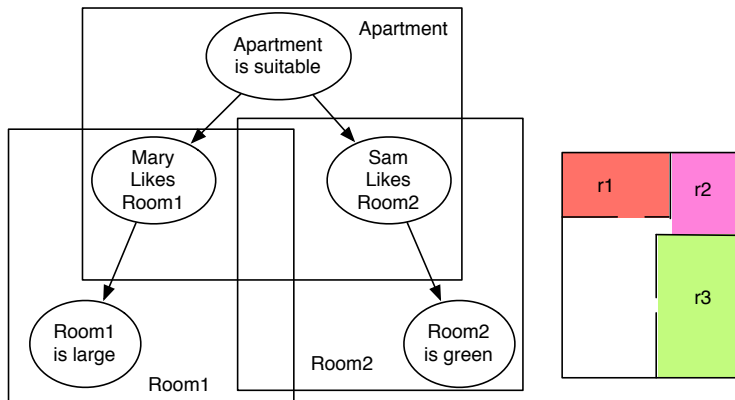 Apartment
Apartment
is suitable
Mary
Likes
Room1
Sam
Likes
Room2
r1
r2
r3
Room1
is large
Room2
is green
Room2
Room1